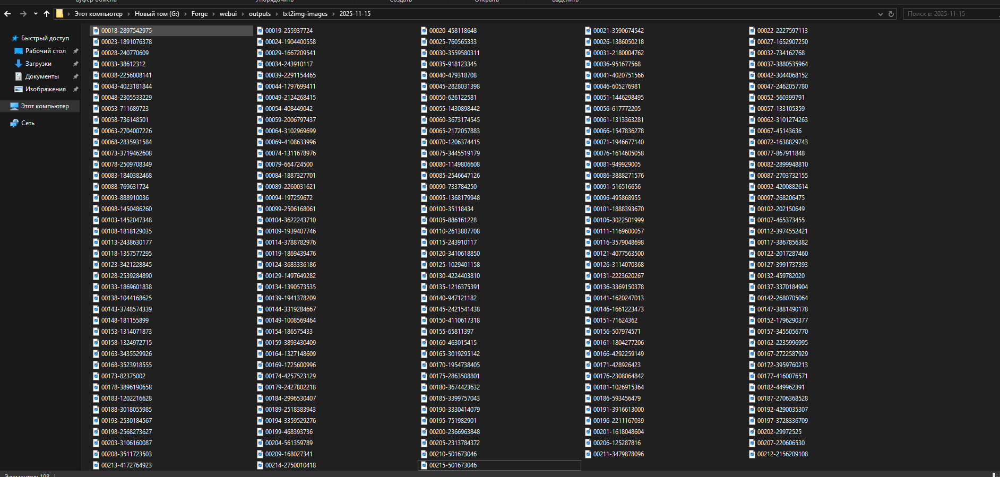 Буфер обмена Упорядочить Создать Открыть Выделить
Этот компьютер Новый том (G:) Forge webui outputs txt2img-images 2025-11-15 Поиск в: 2025-11-15
Быстрый доступ
Рабочий стол
Загрузки
Документы
Изображения
Этот компьютер
Сеть
00018-2897542975 00019-255937724 00020-458118648 00021-3590674542 00022-2227597113
00023-1891076378 00024-1904400558 00025-760565333 00026-1386050218 00027-1652907250
00028-240770609 00029-1667209541 00030-3559580311 00031-2180004762 00032-734162768
00033-38612312 00034-243910117 00035-918123345 00036-951677568 00037-3880535964
00038-2256008141 00039-2291154465 00040-479318708 00041-4020751566 00042-3044068152
00043-4023181844 00044-1797699411 00045-2828031398 00046-605276981 00047-2462057780
00048-2305533229 00049-2124268415 00050-626122581 00051-1446298495 00052-560399791
00053-711689723 00054-408449042 00055-1430898442 00056-617772205 00057-133105359
00058-736148501 00059-2006797437 00060-3673174545 00061-1313363281 00062-3101274263
00063-2704007226 00064-3102969699 00065-2172057883 00066-1547836278 00067-45143636
00068-2835931584 00069-4108633996 00070-1206374415 00071-1946677140 00072-1638829743
00073-3719462608 00074-1311678976 00075-3445519179 00076-1614605058 00077-867911848
00078-2509708349 00079-664724500 00080-1149806608 00081-949929005 00082-2899948810
00083-1840382468 00084-1887327701 00085-2546647126 00086-3888271576 00087-2703732155
00088-769631724 00089-2260031621 00090-733784250 00091-516516656 00092-4200882614
00093-888910036 00094-197259672 00095-1368179948 00096-495868955 00097-268206475
00098-1450486260 00099-2506168061 00100-35118434 00101-1888393670 00102-202150649
00103-1452047348 00104-3622243710 00105-886161228 00106-3022501999 00107-465373455
00108-1818129035 00109-1939407746 00110-2613887708 00111-1169600057 00112-3974552421
00113-2438630177 00114-3788782976 00115-243910117 00116-3579048698 00117-3867856382
00118-1357577295 00119-1869439476 00120-3410618850 00121-4077563500 00122-2017287460
00123-3421228845 00124-3683336186 00125-1029401158 00126-3114070368 00127-3991737393
00128-2539284890 00129-1497649282 00130-4224403810 00131-2223620267 00132-459782020
00133-1869601838 00134-1390573535 00135-1216375391 00136-3369150378 00137-3370184904
00138-1044168625 00139-1941378209 00140-947121182 00141-1620247013 00142-2680705064
00143-3748574339 00144-3319284667 00145-2421541438 00146-1661223473 00147-3881490178
00148-181155899 00149-1008569464 00150-4110617318 00151-71624362 00152-1796290377
00153-1314071873 00154-186575433 00155-65811397 00156-507974571 00157-3455056770
00158-1324972715 00159-3893430409 00160-463015415 00161-1804277206 00162-2235996995
00163-3435529926 00164-1327148609 00165-3019295142 00166-4292259149 00167-2722587929
00168-3523918555 00169-1725600996 00170-1954738405 00171-428926423 00172-3959760213
00173-82375002 00174-4257523129 00175-2863508801 00176-2308064842 00177-4160076571
00178-3896190658 00179-2427802218 00180-3674423632 00181-1026915364 00182-449962391
00183-1202216628 00184-2996530407 00185-3399757043 00186-593456479 00187-2706368528
00188-3018055985 00189-2518383943 00190-3330414079 00191-3916613000 00192-4290035307
00193-2530184567 00194-3359529276 00195-751982901 00196-2211167039 00197-3728336709
00198-2568273627 00199-468393736 00200-2366963848 00201-1618048604 00202-29972525
00203-3106160087 00204-561359789 00205-2313784372 00206-125287816 00207-220606530
00208-3511723503 00209-168027341 00210-501673046 00211-3479878096 00212-2156209108
00213-4172764923 00214-2750010418 00215-501673046
Элементов: 198